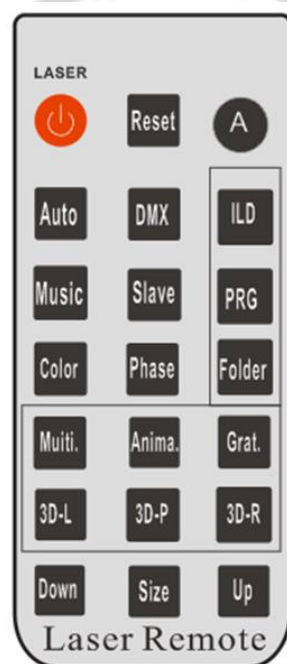 LASER
Reset A
Auto DMX ILD
Music Slave PRG
Color Phase Folder
Muiti. Anima. Grat.
3D-L 3D-P 3D-R
Down Size Up
Laser Remote